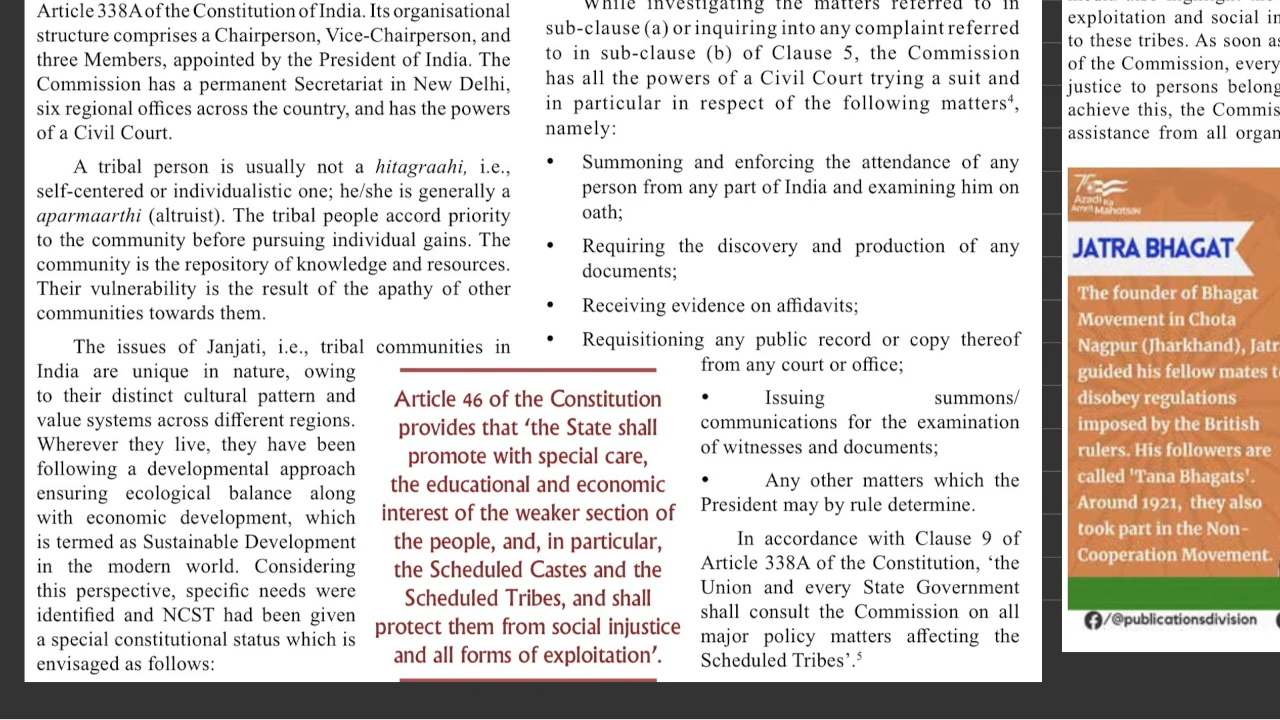 Article 338A of the Constitution of India. Its organisational
structure comprises a Chairperson, Vice-Chairperson, and
three Members, appointed by the President of India. The
Commission has a permanent Secretariat in New Delhi,
six regional offices across the country, and has the powers
of a Civil Court.
A tribal person is usually not a hitagraahi, i.e.,
self-centered or individualistic one; he/she is generally a
aparmaarthi (altruist). The tribal people accord priority
to the community before pursuing individual gains. The
community is the repository of knowledge and resources.
Their vulnerability is the result of the apathy of other
communities towards them.
The issues of Janjati, i.e., tribal communities in
India are unique in nature, owing
to their distinct cultural pattern and
value systems across different regions.
Wherever they live, they have been
following a developmental approach
ensuring ecological balance along
with economic development, which
is termed as Sustainable Development
in the modern world. Considering
this perspective, specific needs were
identified and NCST had been given
a special constitutional status which is
envisaged as follows:
Article 46 of the Constitution
provides that ‘the State shall
promote with special care,
the educational and economic
interest of the weaker section of
the people, and, in particular,
the Scheduled Castes and the
Scheduled Tribes, and shall
protect them from social injustice
and all forms of exploitation’.
While investigating the matters referred to in
sub-clause (a) or inquiring into any complaint referred
to in sub-clause (b) of Clause 5, the Commission
has all the powers of a Civil Court trying a suit and
in particular in respect of the following matters⁴,
namely:
• Summoning and enforcing the attendance of any
person from any part of India and examining him on
oath;
• Requiring the discovery and production of any
documents;
• Receiving evidence on affidavits;
• Requisitioning any public record or copy thereof
from any court or office;
• Issuing summons/
communications for the examination
of witnesses and documents;
• Any other matters which the
President may by rule determine.
In accordance with Clause 9 of
Article 338A of the Constitution, ‘the
Union and every State Government
shall consult the Commission on all
major policy matters affecting the
Scheduled Tribes’.⁵
exploitation and social in
to these tribes. As soon as
of the Commission, every
justice to persons belong
achieve this, the Commis
assistance from all organ
Azadi Ka
Amrit Mahotsav
JATRA BHAGAT
The founder of Bhagat
Movement in Chota
Nagpur (Jharkhand), Jatr
guided his fellow mates t
disobey regulations
imposed by the British
rulers. His followers are
called 'Tana Bhagats'.
Around 1921, they also
took part in the Non-
Cooperation Movement.
/@publicationsdivision